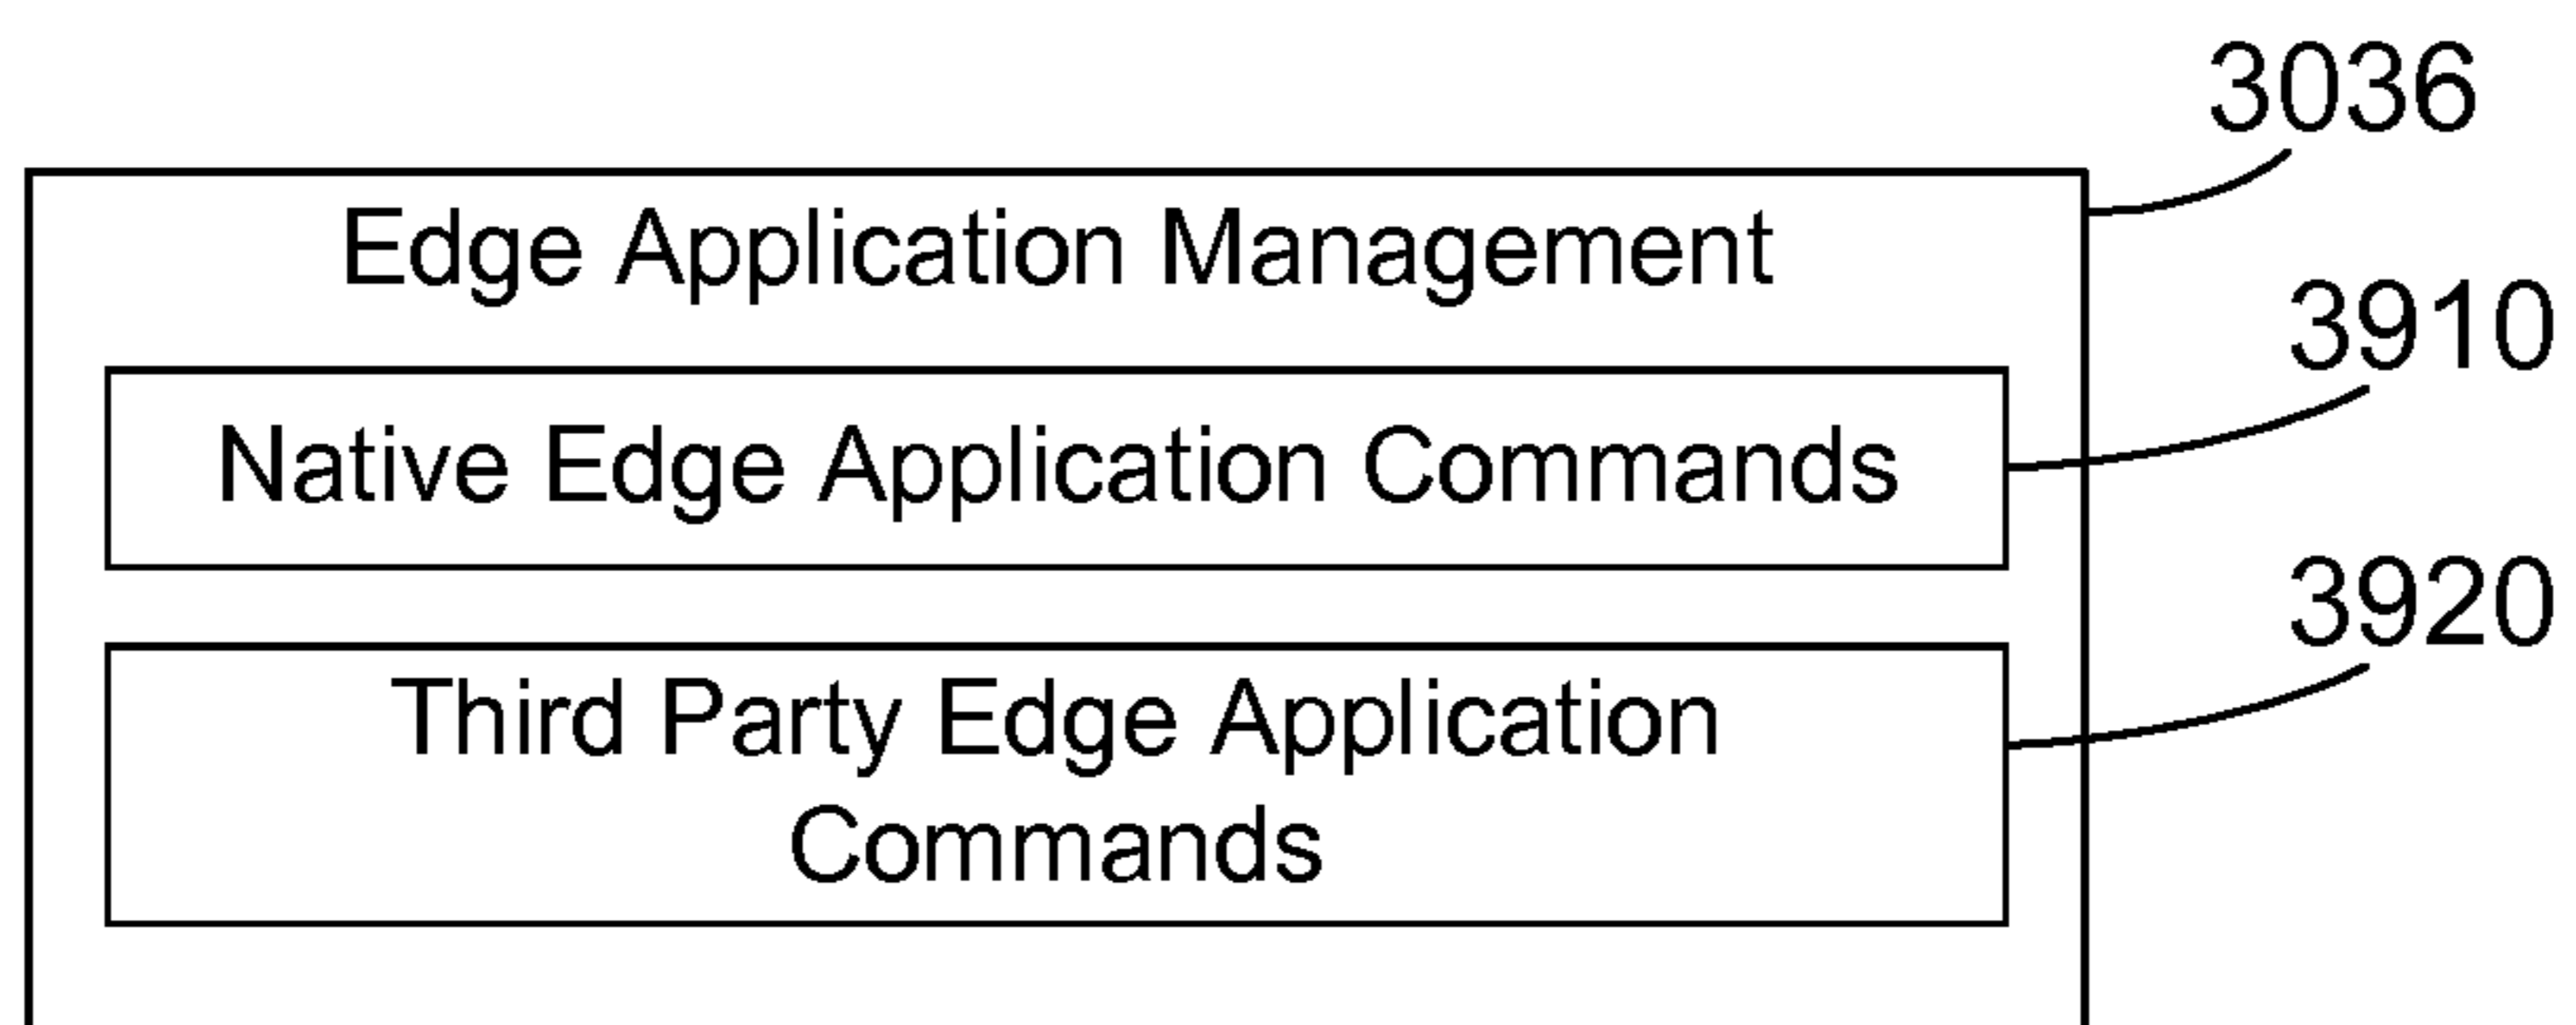 3036
Edge Application Management
3910
Native Edge Application Commands
3920
Third Party Edge Application
Commands